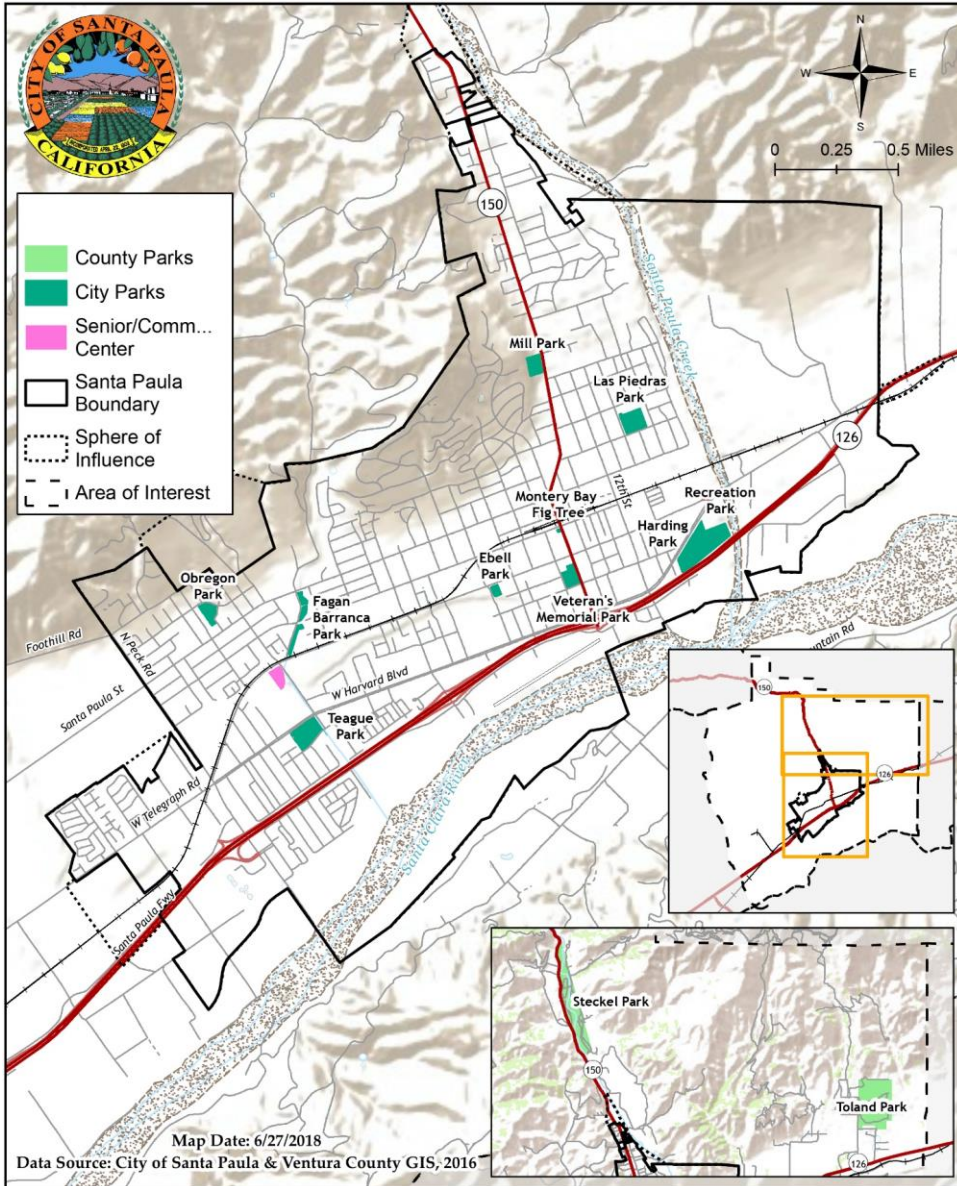 CITY OF SANTA PAULA
INCORPORATED APRIL 22, 1902
CALIFORNIA
N
W
E
S
0 0.25 0.5 Miles
County Parks
City Parks
Senior/Comm...
Center
Santa Paula
Boundary
Sphere of
Influence
Area of Interest
150
Santa Paula Creek
Mill Park
Las Piedras
Park
126
12th St
Montery Bay
Fig Tree
Recreation
Park
Harding
Park
Ebell
Park
Veteran's
Memorial Park
Obregon
Park
Fagan
Barranca
Park
Foothill Rd
N Peck Rd
Santa Paula St
W Harvard Blvd
Teague
Park
W Telegraph Rd
Santa Paula Fwy
Santa Clara River
Rd
150
126
Steckel Park
150
Toland Park
126
Map Date: 6/27/2018
Data Source: City of Santa Paula & Ventura County GIS, 2016